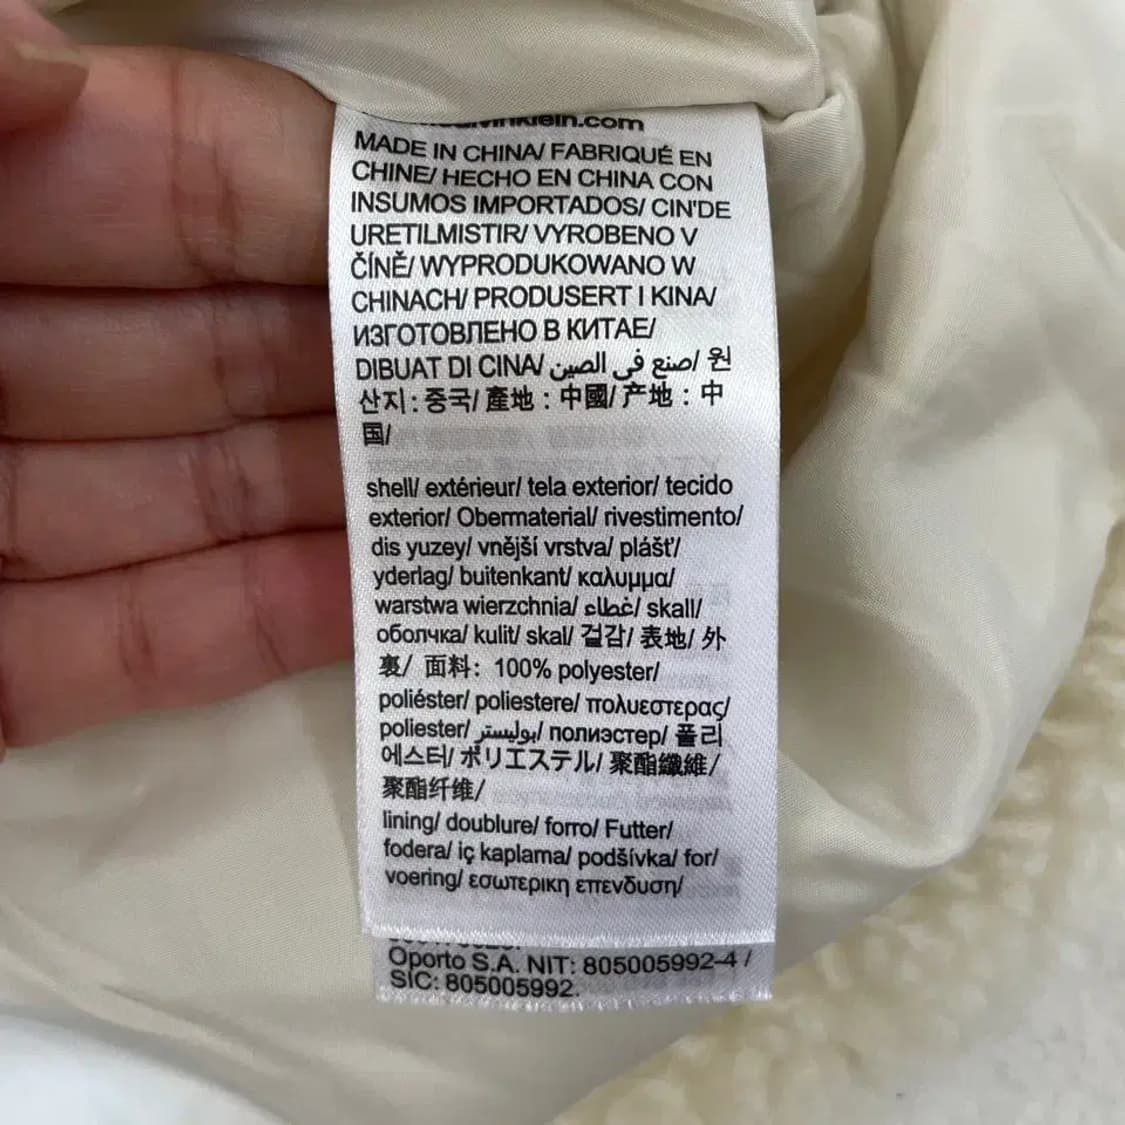 MADE IN CHINA/ FABRIQUÉ EN
CHINE/ HECHO EN CHINA CON
INSUMOS IMPORTADOS/ CIN'DE
URETILMISTIR/ VYROBENO V
ČÍNĚ/ WYPRODUKOWANO W
CHINACH/ PRODUSERT I KINA/
ИЗГОТОВЛЕНО В КИТАЕ/
DIBUAT DI CINA/ صنع فى الصين/ 원
산지 : 중국/ 產地 : 中國/ 产地 : 中
国/
shell/ extérieur/ tela exterior/ tecido
exterior/ Obermaterial/ rivestimento/
dis yuzey/ vnější vrstva/ plášť/
yderlag/ buitenkant/ καλυμμα/
warstwa wierzchnia/ غطاء/ skall/
оболчка/ kulit/ skal/ 겉감/ 表地/ 外
裏/ 面料: 100% polyester/
poliéster/ poliestere/ πολυεστερας/
poliester/ بوليستر/ полиэстер/ 폴리
에스터/ ポリエステル/ 聚酯纖維/
聚酯纤维/
lining/ doublure/ forro/ Futter/
fodera/ iç kaplama/ podšívka/ for/
voering/ εσωτερικη επενδυση/
Oporto S.A. NIT: 805005992-4 /
SIC: 805005992.